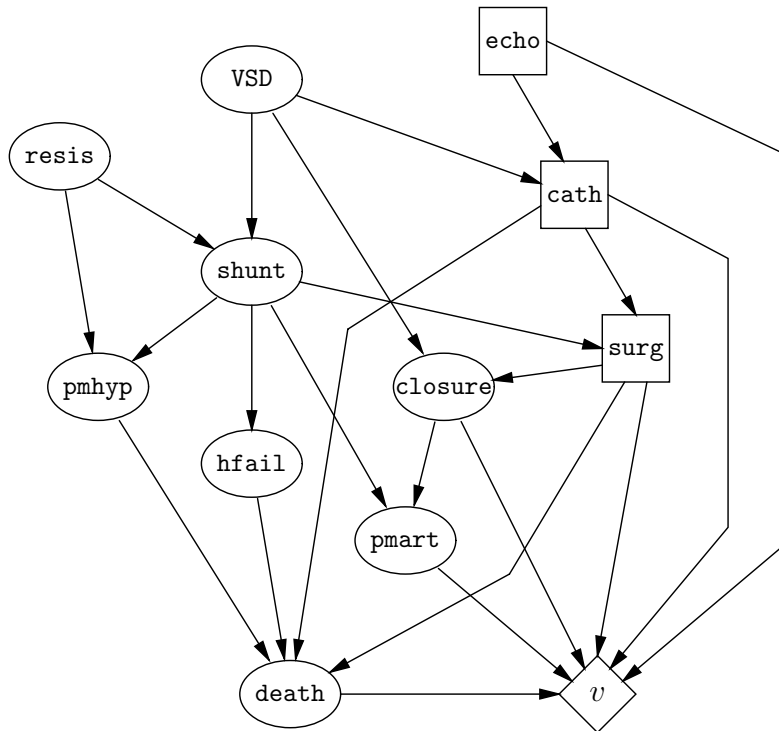 echo
VSD
resis
cath
shunt
surg
pmhyp
closure
hfail
pmart
death
v